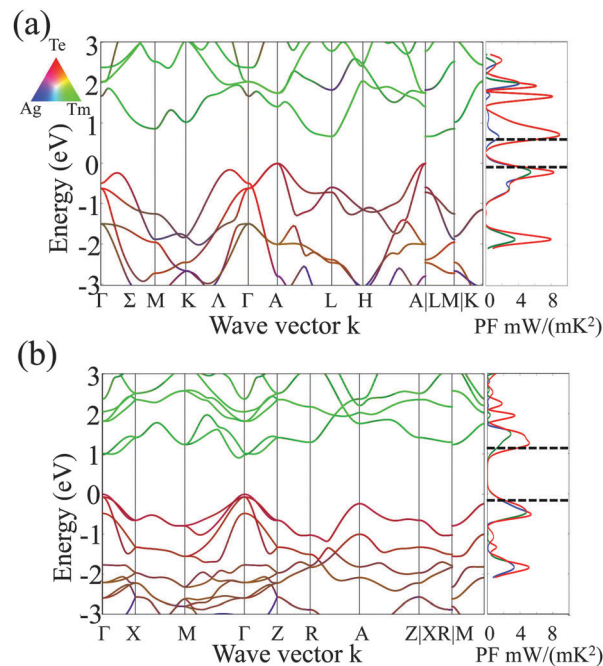 (a)
Te
Ag
Tm
Energy (eV)
3
2
1
0
-1
-2
-3
Γ Σ M K Λ Γ A L H A|LM|K
Wave vector k
0 4 8
PF mW/(mK²)
(b)
Energy (eV)
3
2
1
0
-1
-2
-3
Γ X M Γ Z R A Z|XR|M
Wave vector k
0 4 8
PF mW/(mK²)